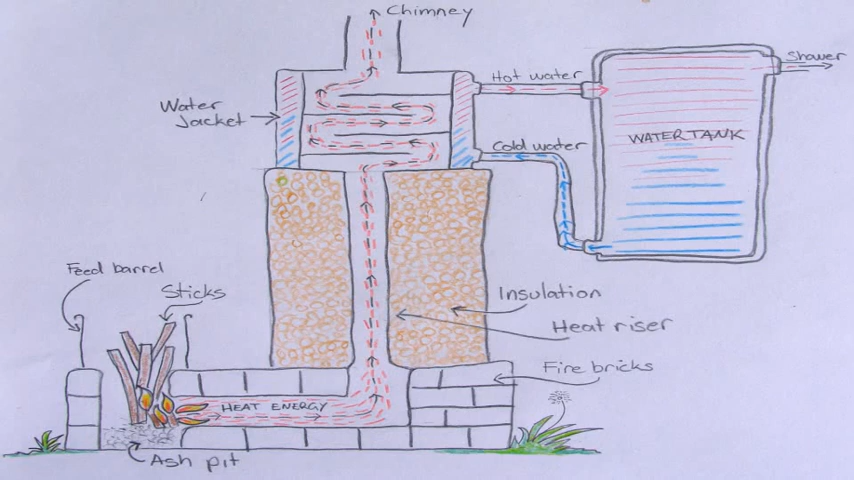 Chimney
Hot water
Shower
Water
Jacket
WATER TANK
Cold water
Feed barrel
Sticks
Insulation
Heat riser
Fire bricks
HEAT ENERGY
Ash pit